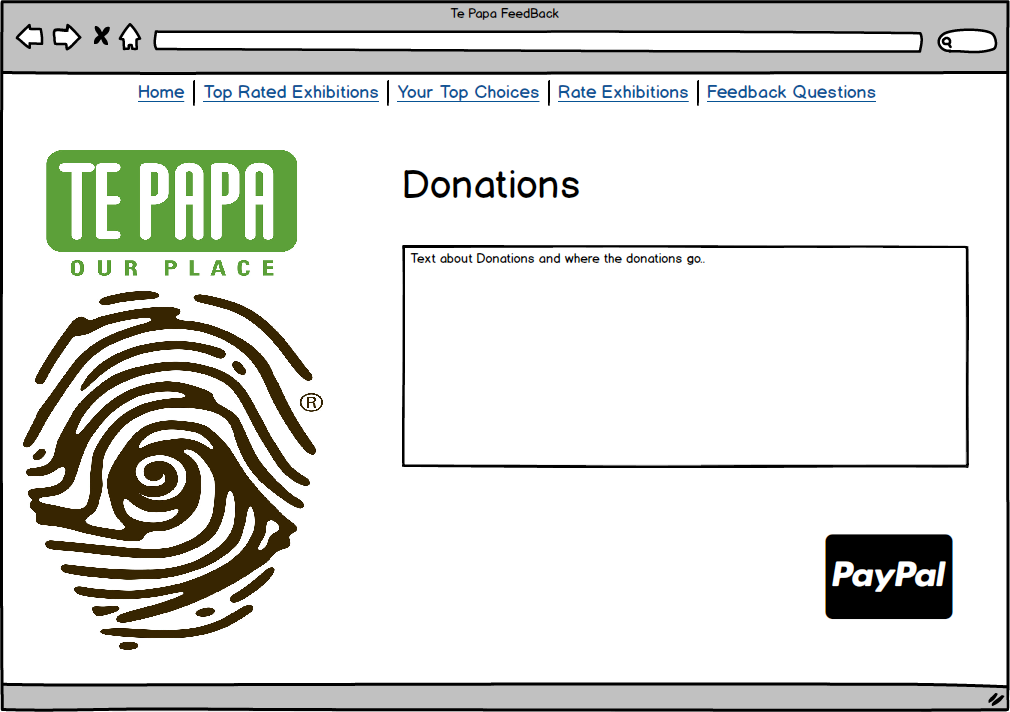 Te Papa FeedBack
Home | Top Rated Exhibitions | Your Top Choices | Rate Exhibitions | Feedback Questions
TE PAPA
OUR PLACE
®
Donations
Text about Donations and where the donations go..
PayPal